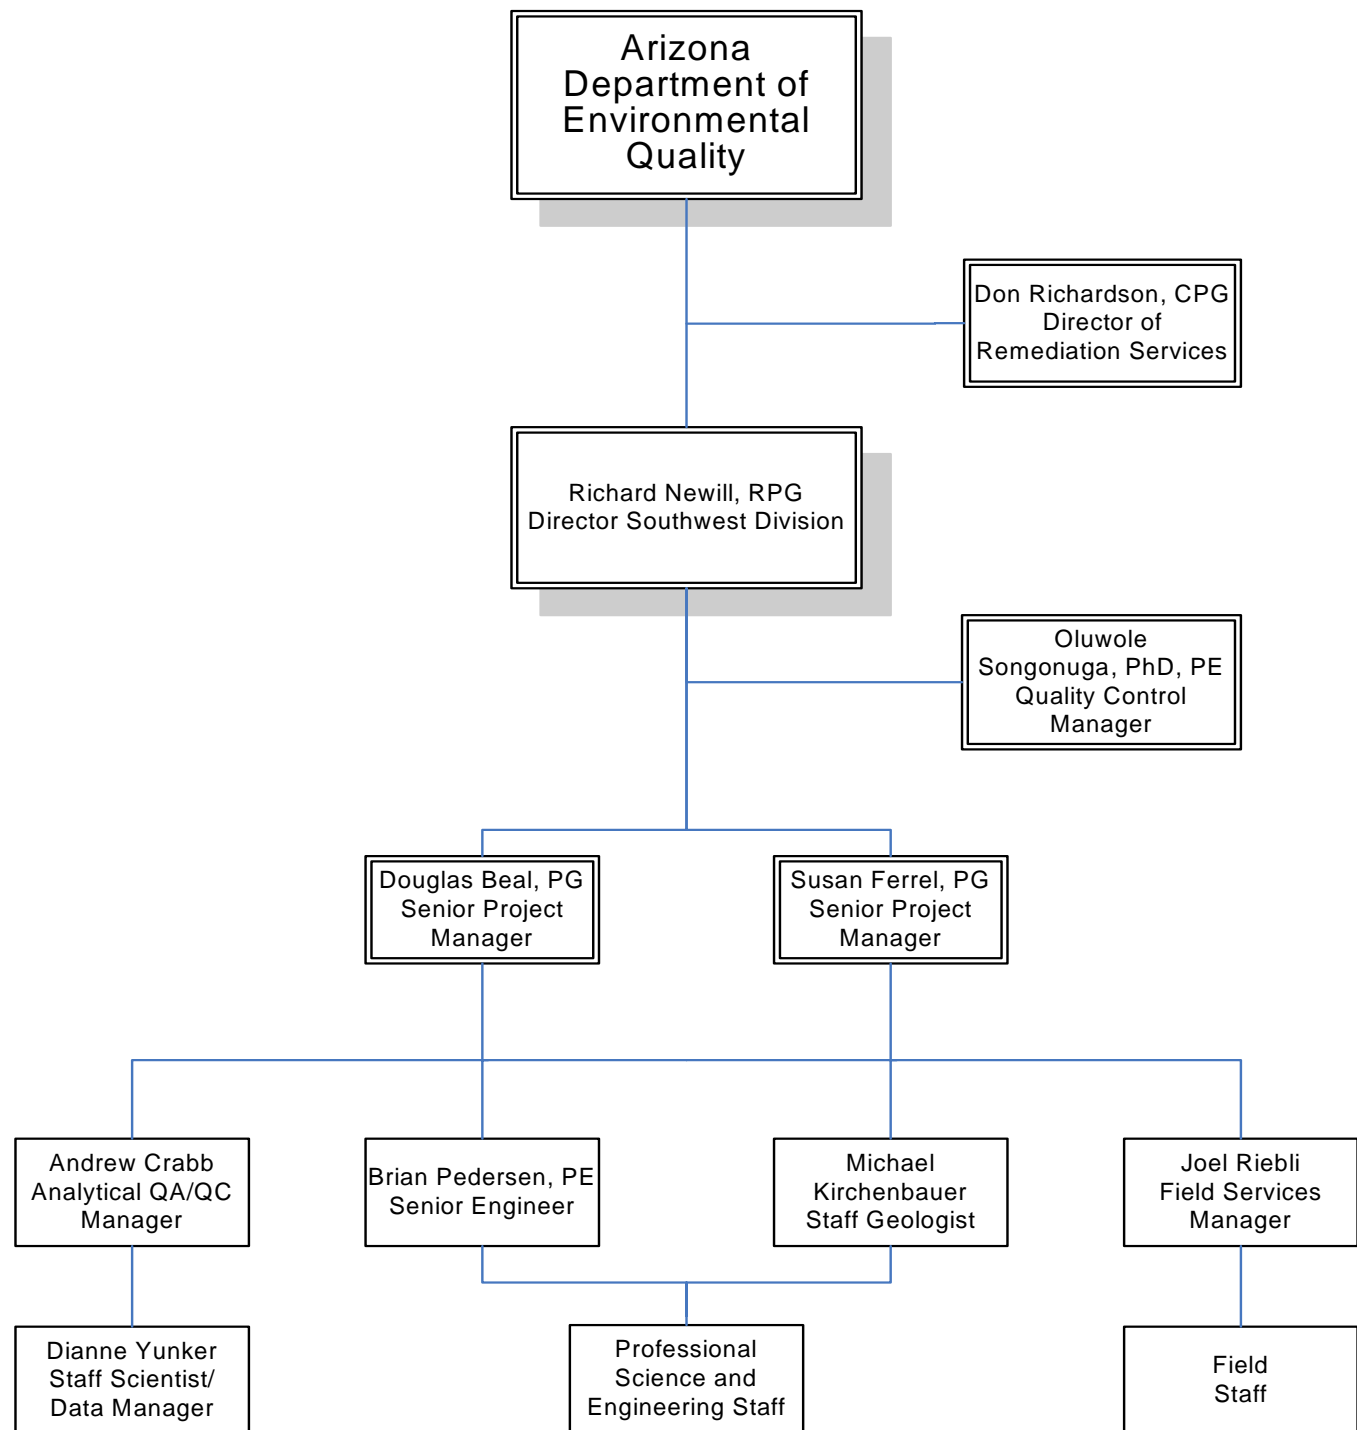 Arizona
Department of
Environmental
Quality
Don Richardson, CPG
Director of
Remediation Services
Richard Newill, RPG
Director Southwest Division
Oluwole
Songonuga, PhD, PE
Quality Control
Manager
Douglas Beal, PG
Senior Project
Manager
Susan Ferrel, PG
Senior Project
Manager
Andrew Crabb
Analytical QA/QC
Manager
Brian Pedersen, PE
Senior Engineer
Michael
Kirchenbauer
Staff Geologist
Joel Riebli
Field Services
Manager
Dianne Yunker
Staff Scientist/
Data Manager
Professional
Science and
Engineering Staff
Field
Staff